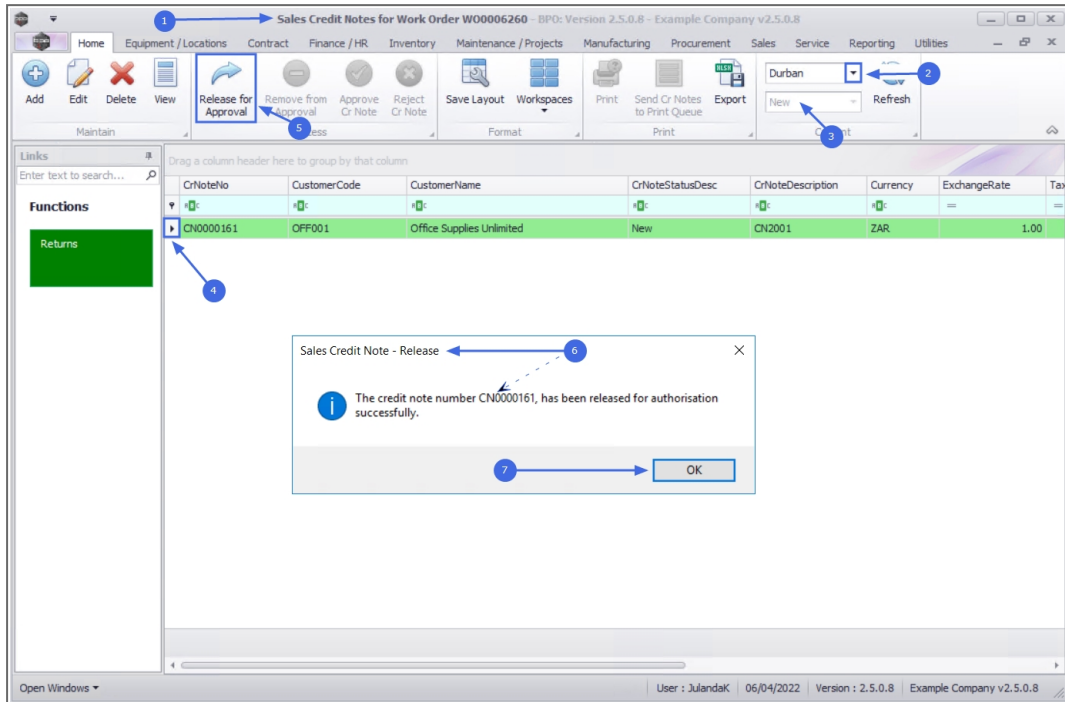 1
Sales Credit Notes for Work Order WO0006260 - BPO: Version 2.5.0.8 - Example Company v2.5.0.8
Home Equipment / Locations Contract Finance / HR Inventory Maintenance / Projects Manufacturing Procurement Sales Service Reporting Utilities
Add Edit Delete View Release for Approval Remove from Approval Approve Cr Note Reject Cr Note Save Layout Workspaces Print Send Cr Notes to Print Queue Export
Durban
2
New
Refresh
5
3
Maintain
Format
Print
Links
Enter text to search...
Drag a column header here to group by that column
CrNoteNo CustomerCode CustomerName CrNoteStatusDesc CrNoteDescription Currency ExchangeRate Tax
Functions
= =
CN0000161 OFF001 Office Supplies Unlimited New CN2001 ZAR 1.00
Returns
4
Sales Credit Note - Release
6
The credit note number CN0000161, has been released for authorisation
successfully.
7
OK
Open Windows
User : JulandaK 06/04/2022 Version : 2.5.0.8 Example Company v2.5.0.8